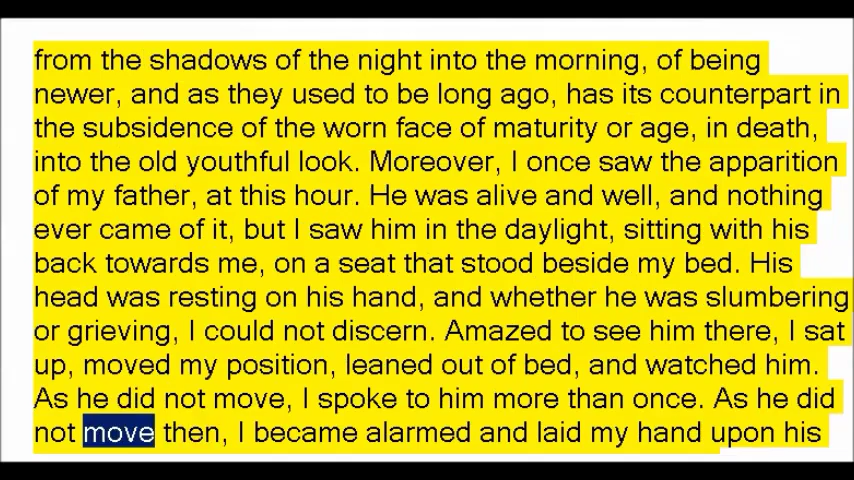 from the shadows of the night into the morning, of being
newer, and as they used to be long ago, has its counterpart in
the subsidence of the worn face of maturity or age, in death,
into the old youthful look. Moreover, I once saw the apparition
of my father, at this hour. He was alive and well, and nothing
ever came of it, but I saw him in the daylight, sitting with his
back towards me, on a seat that stood beside my bed. His
head was resting on his hand, and whether he was slumbering
or grieving, I could not discern. Amazed to see him there, I sat
up, moved my position, leaned out of bed, and watched him.
As he did not move, I spoke to him more than once. As he did
not move then, I became alarmed and laid my hand upon his